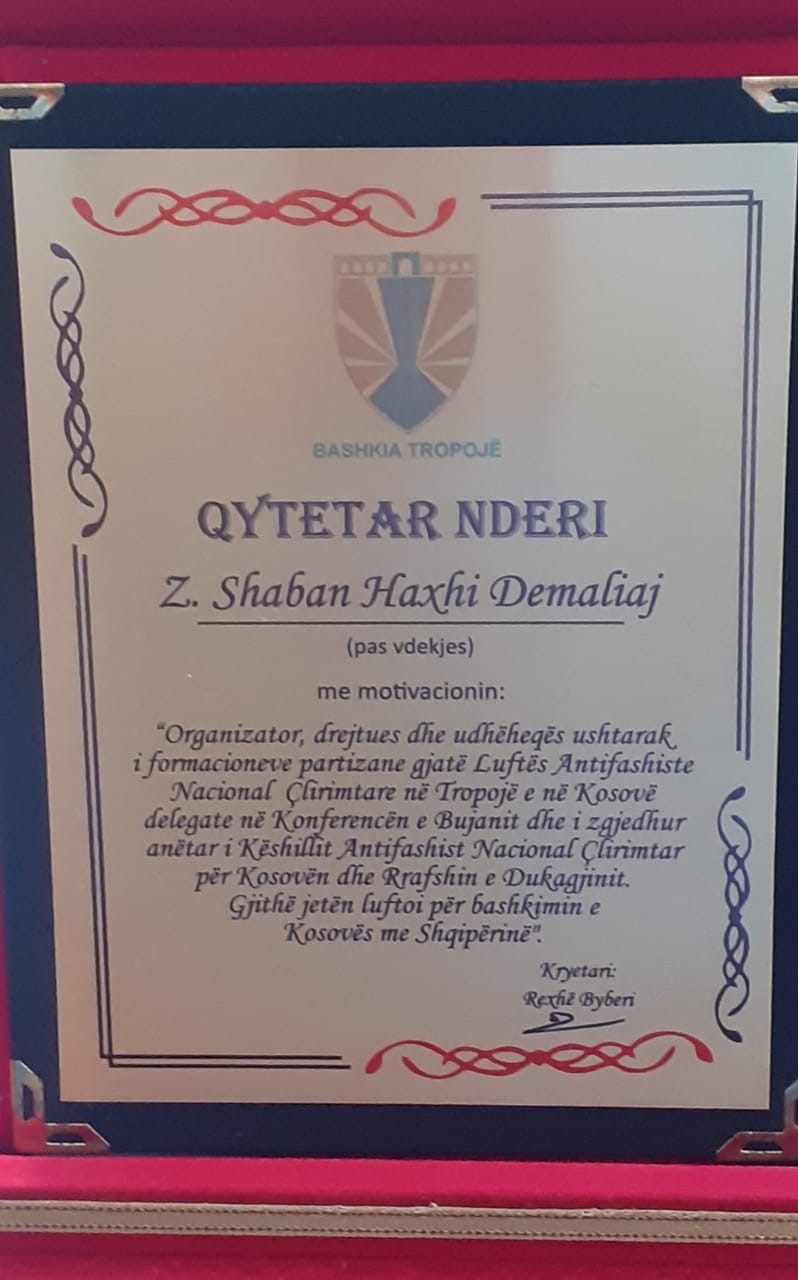 BASHKIA TROPOJË
QYTETAR NDERI
Z. Shaban Haxhi Demaliaj
(pas vdekjes)
me motivacionin:
“Organizator, drejtues dhe udhëheqës ushtarak
i formacioneve partizane gjatë Luftës Antifashiste
Nacional Çlirimtare në Tropojë e në Kosovë
delegate në Konferencën e Bujanit dhe i zgjedhur
anëtar i Këshillit Antifashist Nacional Çlirimtar
për Kosovën dhe Rrafshin e Dukagjinit.
Gjithë jetën luftoi për bashkimin e
Kosovës me Shqipërinë".
Kryetari:
Rexhë Byberi